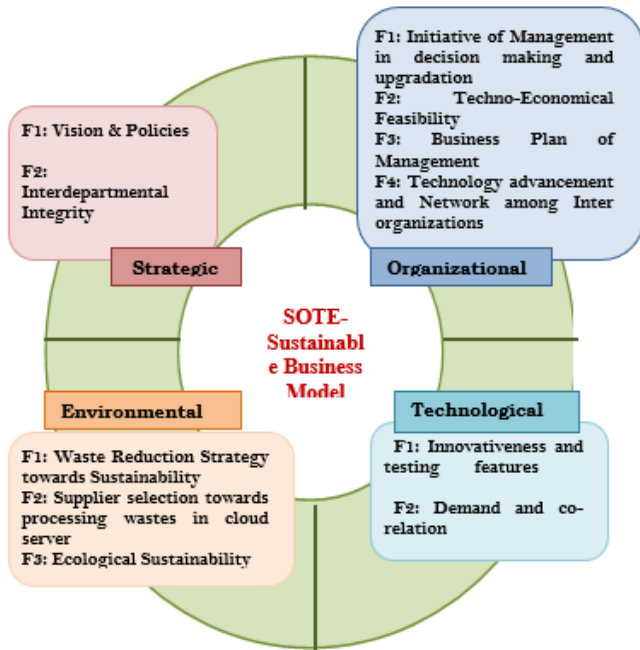 F1: Vision & Policies
F2:
Interdepartmental
Integrity
Strategic
F1: Initiative of Management
in decision making and
upgradation
F2: Techno-Economical
Feasibility
F3: Business Plan of
Management
F4: Technology advancement
and Network among Inter
organizations
Organizational
SOTE-
Sustainabl
e Business
Model
Environmental
F1: Waste Reduction Strategy
towards Sustainability
F2: Supplier selection towards
processing wastes in cloud
server
F3: Ecological Sustainability
Technological
F1: Innovativeness and
testing features
F2: Demand and co-
relation